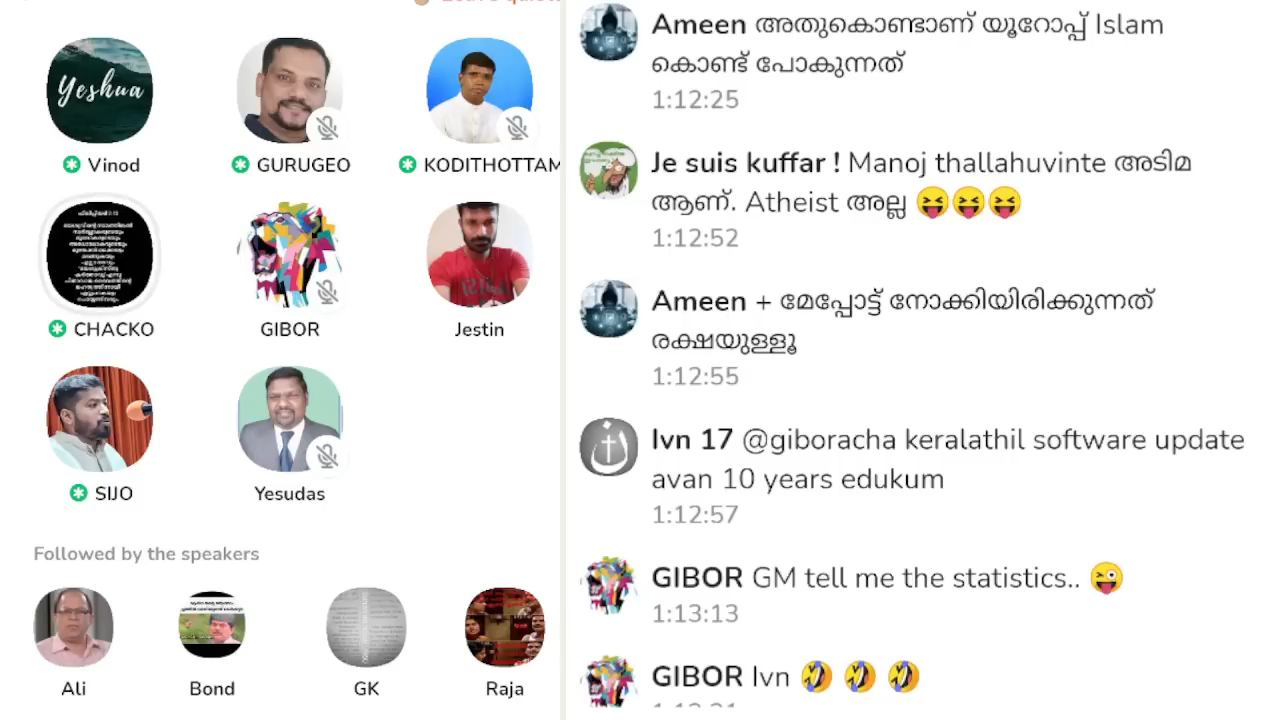 Yeshua
Vinod
GURUGEO
KODITHOTTAM
CHACKO
GIBOR
Jestin
SIJO
Yesudas
Followed by the speakers
Ali
Bond
GK
Raja
Ameen അതുകൊണ്ടാണ് യൂറോപ്പ് Islam
കൊണ്ട് പോകുന്നത്
1:12:25
Je suis kuffar ! Manoj thallahuvinte അടിമ
ആണ്. Atheist അല്ല 😝😝😝
1:12:52
Ameen + മേപ്പോട്ട് നോക്കിയിരിക്കുന്നത്
രക്ഷയുള്ളൂ
1:12:55
Ivn 17 @giboracha keralathil software update
avan 10 years edukum
1:12:57
GIBOR GM tell me the statistics.. 😜
1:13:13
GIBOR Ivn 🤣 🤣 🤣